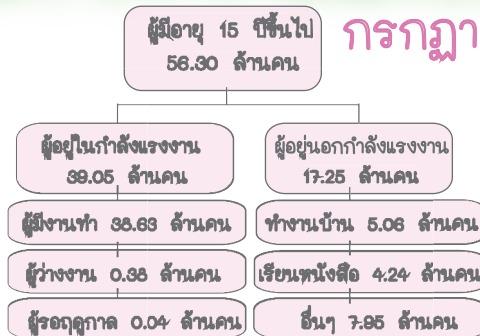 ผู้มีอายุ 15 ปีขึ้นไป
56.30 ล้านคน
กรกฎา
ผู้อยู่ในกำลังแรงงาน
39.05 ล้านคน
ผู้อยู่นอกกำลังแรงงาน
17.25 ล้านคน
ผู้มีงานทำ 38.63 ล้านคน
ทำงานบ้าน 5.06 ล้านคน
ผู้ว่างงาน 0.38 ล้านคน
เรียนหนังสือ 4.24 ล้านคน
ผู้รอฤดูกาล 0.04 ล้านคน
อื่นๆ 7.95 ล้านคน